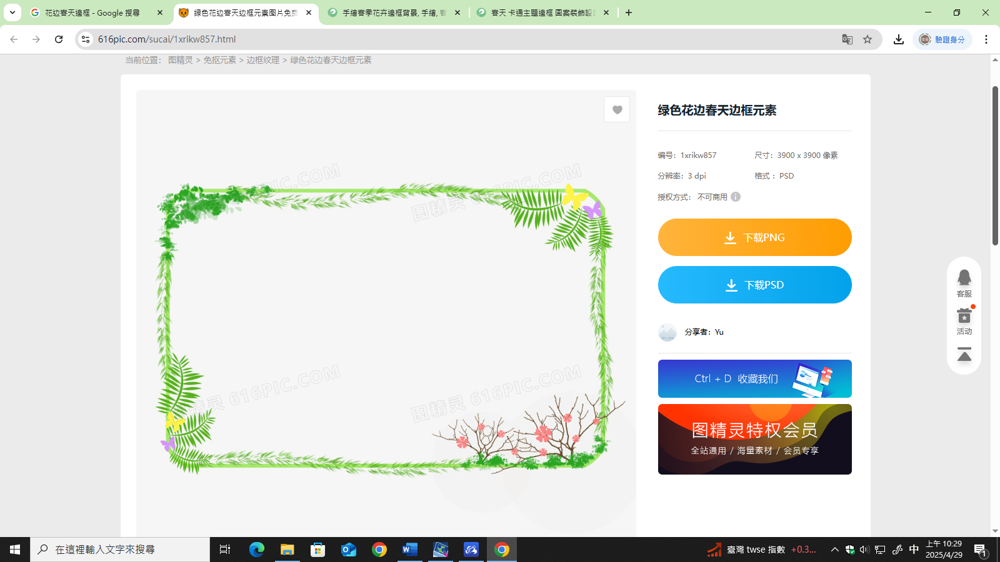 花边春天邊框 - Google 搜尋
绿色花边春天边框元素图片免费
手繪春季花卉邊框背景, 手繪, 春
春天 卡通主題邊框 圖案裝飾設
616pic.com/sucai/1xrikw857.html
驗證身分
当前位置： 图精灵 > 免抠元素 > 边框纹理 > 绿色花边春天边框元素
绿色花边春天边框元素
编号：1xrikw857
尺寸：3900 x 3900 像素
分辨率：3 dpi
格式 ：PSD
授权方式： 不可商用
下载PNG
下载PSD
分享者：Yu
Ctrl + D 收藏我们
图精灵特权会员
全站通用 / 海量素材 / 会员专享
客服
活动
PIC.COM
图精灵 616PIC.COM
精灵 616PIC.COM
图精灵 616PIC.COM
在這裡輸入文字來搜尋
臺灣 twse 指數 +0.3...
中
上午 10:29
2025/4/29
1